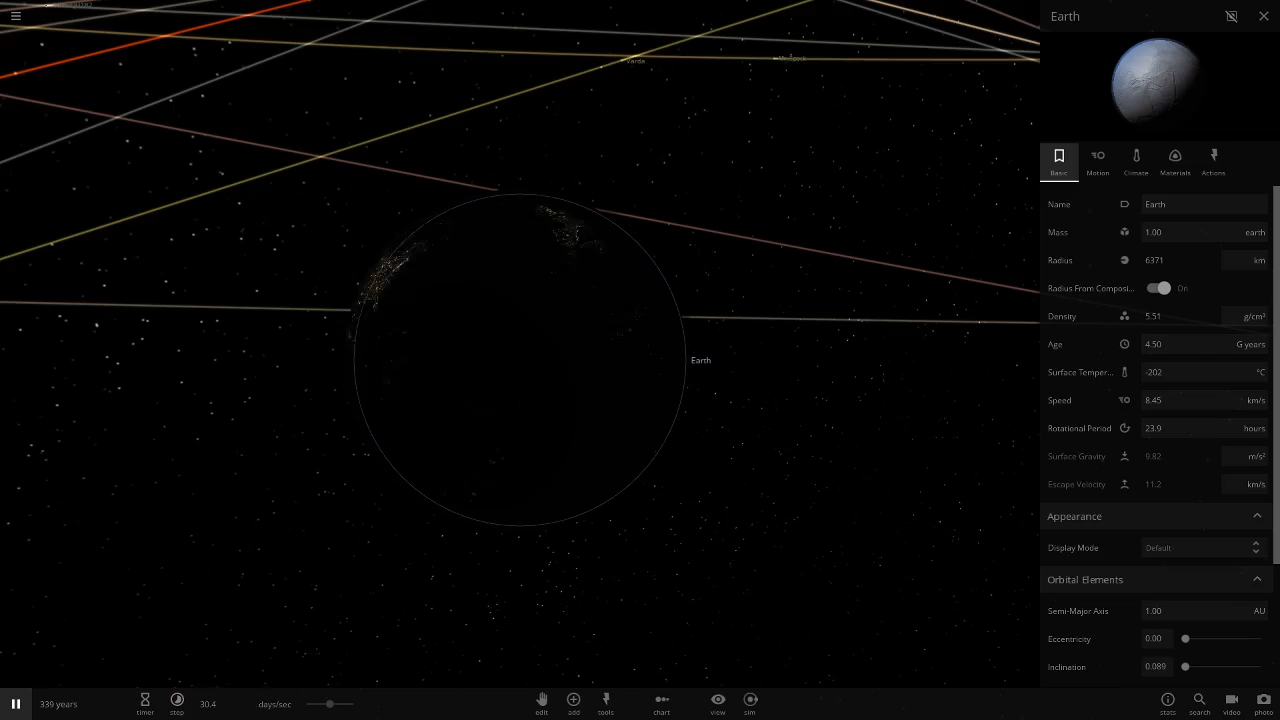 Earth
Varda
Basic
Motion
Climate
Materials
Actions
Name Earth
Mass 1.00 earth
Radius 6371 km
Radius From Composi... On
Density 5.51 g/cm³
Age 4.50 G years
Surface Temper... -202 °C
Speed 8.45 km/s
Rotational Period 23.9 hours
Surface Gravity 9.82 m/s²
Escape Velocity 11.2 km/s
Appearance
Display Mode Default
Orbital Elements
Semi-Major Axis 1.00 AU
Eccentricity 0.00
Inclination 0.089
Earth
339 years
timer
step
30.4 days/sec
edit
add
tools
chart
view
sim
stats
search
video
photo